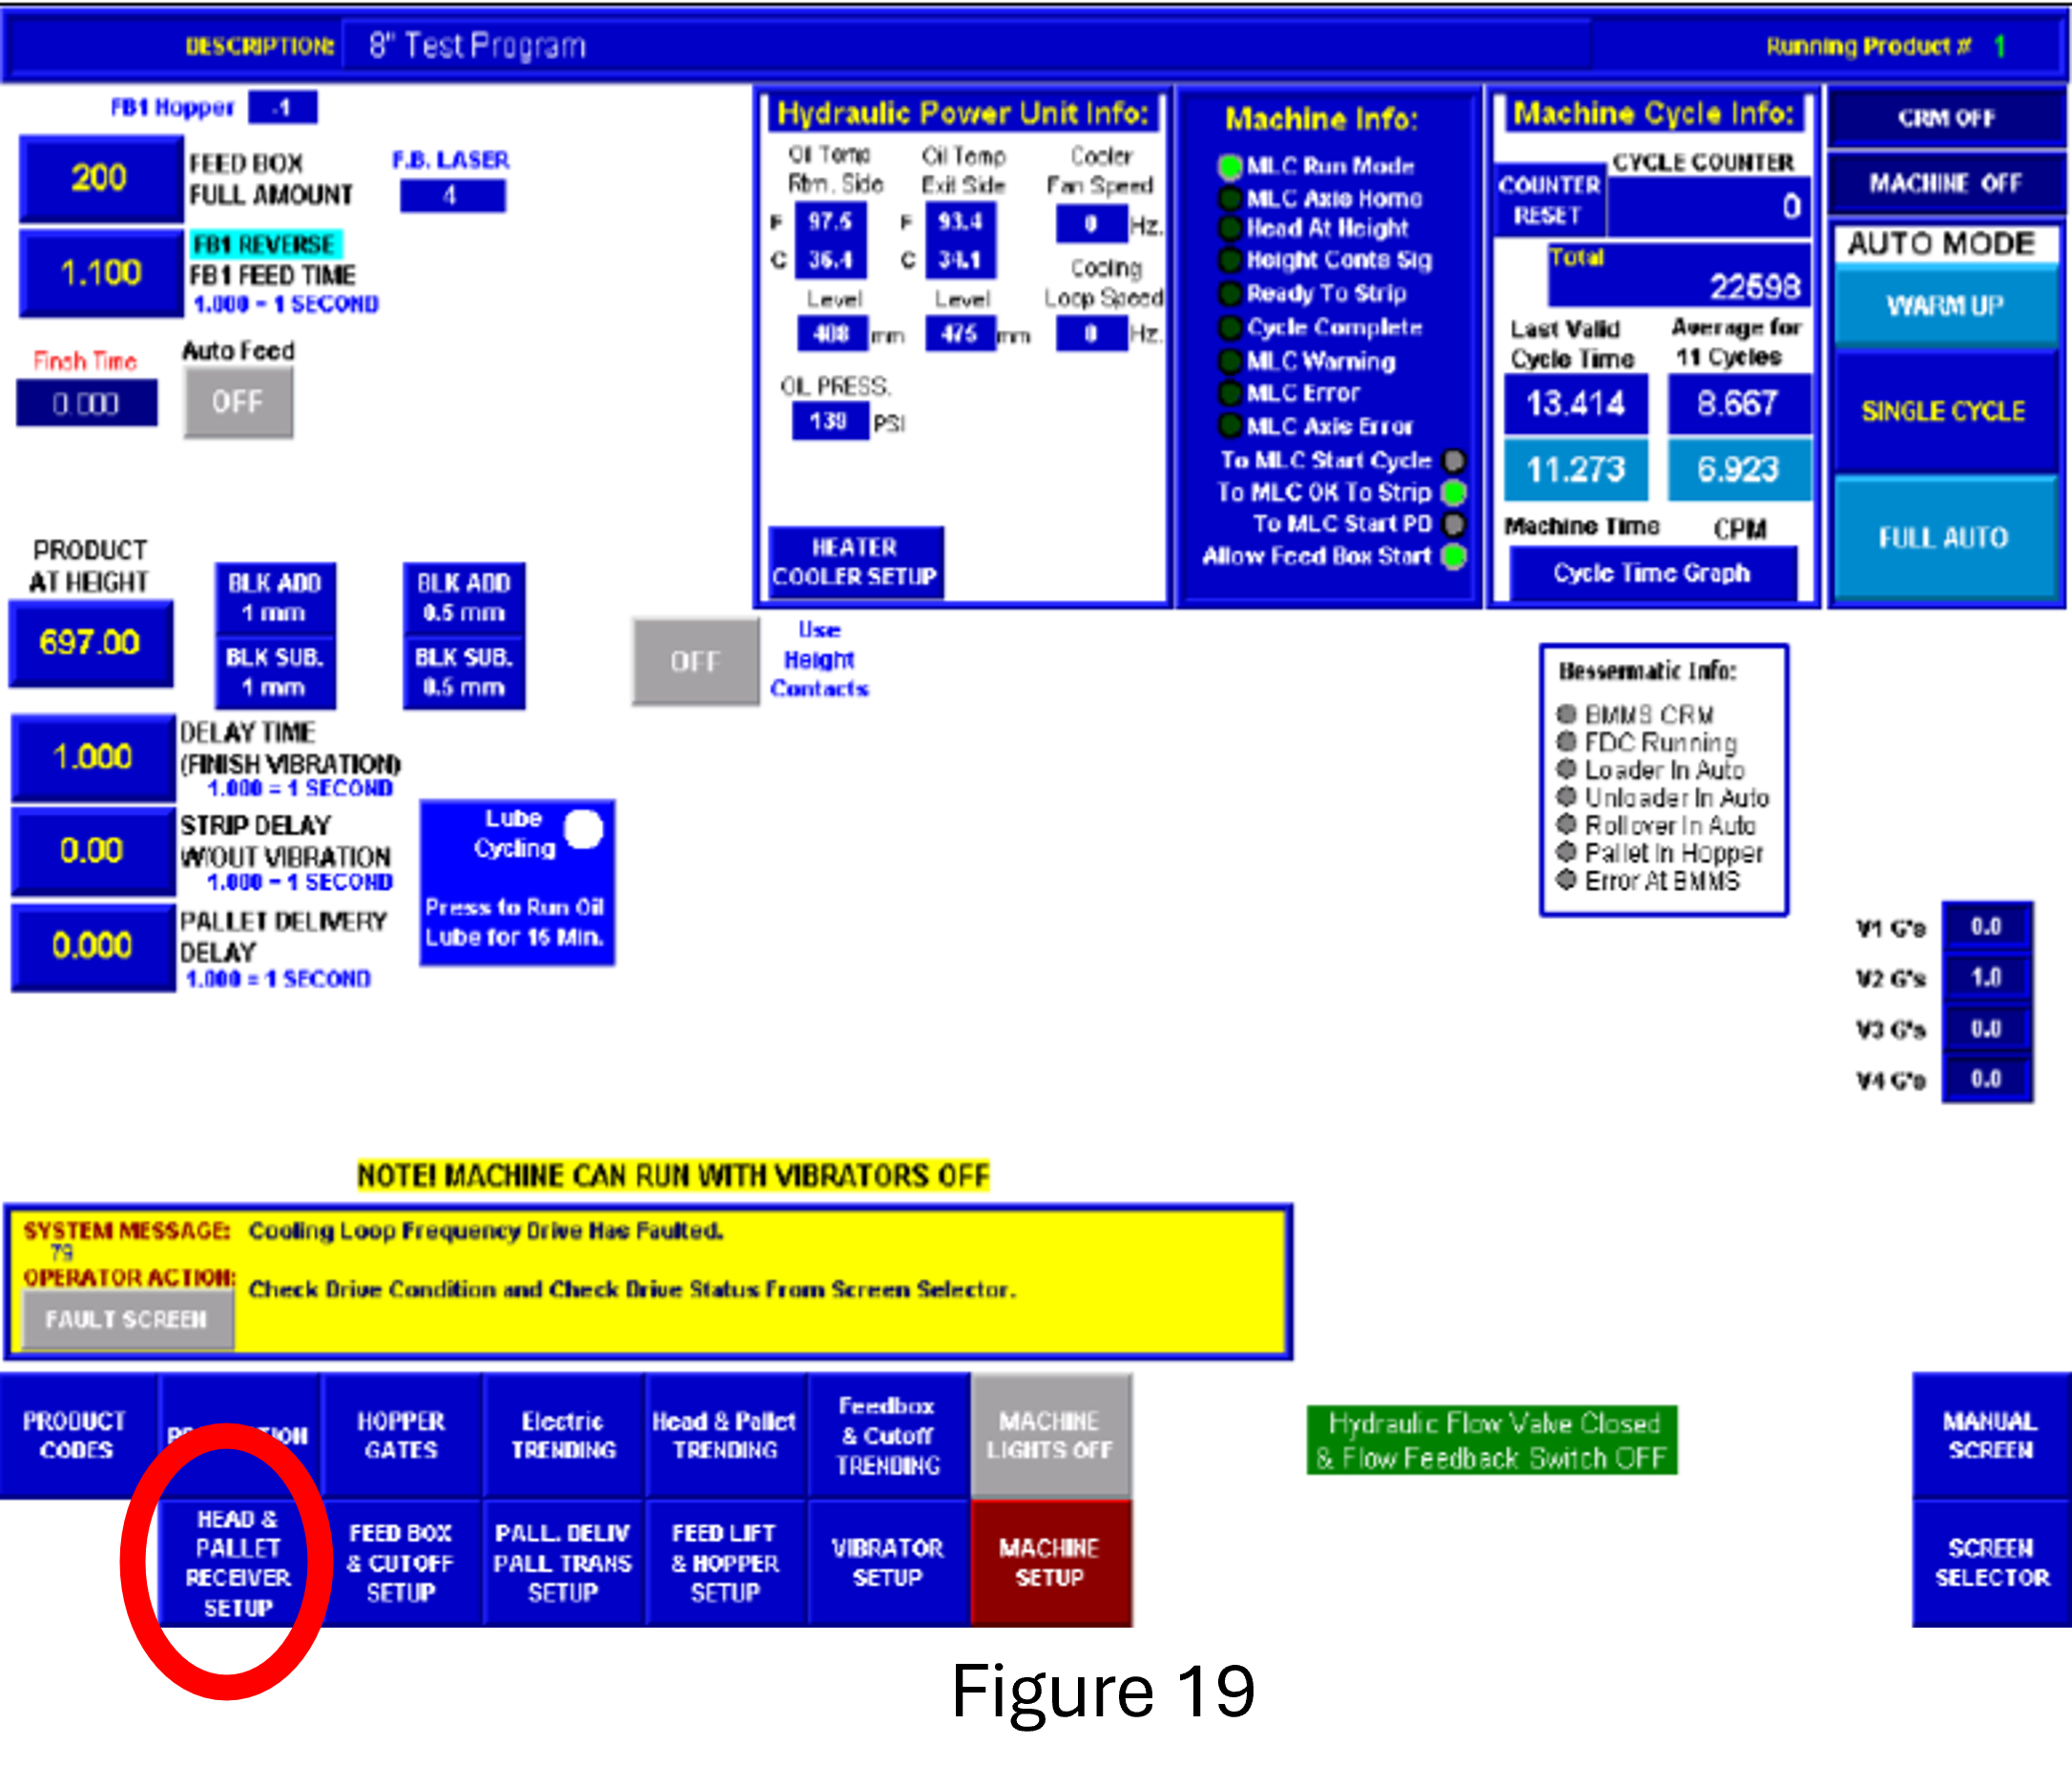 DESCRIPTION: 8" Test Program
Running Product # 1
FB1 Hopper -1
200
FEED BOX
FULL AMOUNT
F.B. LASER
4
1.100
FB1 REVERSE
FB1 FEED TIME
1.000 = 1 SECOND
Finsh Time
0.000
Auto Feed
OFF
Hydraulic Power Unit Info:
Oil Temp
Rtrn. Side
F 97.5
C 36.4
Level
408 mm
Oil Temp
Exit Side
F 93.4
C 34.1
Level
475 mm
Cooler
Fan Speed
0 Hz.
Cooling
Loop Speed
0 Hz.
OIL PRESS.
139 PSI
HEATER
COOLER SETUP
Machine Info:
MLC Run Mode
MLC Axis Home
Head At Height
Height Conts Sig
Ready To Strip
Cycle Complete
MLC Warning
MLC Error
MLC Axis Error
To MLC Start Cycle
To MLC OK To Strip
To MLC Start PD
Allow Feed Box Start
Machine Cycle Info:
COUNTER
RESET
CYCLE COUNTER
0
Total
22598
Last Valid
Cycle Time
13.414
11.273
Machine Time
Average for
11 Cycles
8.667
6.923
CPM
Cycle Time Graph
CRM OFF
MACHINE OFF
AUTO MODE
WARM UP
SINGLE CYCLE
FULL AUTO
PRODUCT
AT HEIGHT
697.00
BLK ADD
1 mm
BLK SUB.
1 mm
BLK ADD
0.5 mm
BLK SUB.
0.5 mm
OFF
Use
Height
Contacts
1.000
DELAY TIME
(FINISH VIBRATION)
1.000 = 1 SECOND
0.00
STRIP DELAY
W/OUT VIBRATION
1.000 = 1 SECOND
0.000
PALLET DELIVERY
DELAY
1.000 = 1 SECOND
Lube
Cycling
Press to Run Oil
Lube for 15 Min.
Bessermatic Info:
BMMS CRM
FDC Running
Loader In Auto
Unloader In Auto
Rollover In Auto
Pallet In Hopper
Error At BMMS
V1 G's 0.0
V2 G's 1.0
V3 G's 0.0
V4 G's 0.0
NOTE! MACHINE CAN RUN WITH VIBRATORS OFF
SYSTEM MESSAGE: Cooling Loop Frequency Drive Has Faulted.
79
OPERATOR ACTION:
Check Drive Condition and Check Drive Status From Screen Selector.
FAULT SCREEN
PRODUCT
CODES
HOPPER
GATES
Electric
TRENDING
Head & Pallet
TRENDING
Feedbox
& Cutoff
TRENDING
MACHINE
LIGHTS OFF
Hydraulic Flow Valve Closed
& Flow Feedback Switch OFF
MANUAL
SCREEN
HEAD &
PALLET
RECEIVER
SETUP
FEED BOX
& CUTOFF
SETUP
PALL. DELIV
PALL TRANS
SETUP
FEED LIFT
& HOPPER
SETUP
VIBRATOR
SETUP
MACHINE
SETUP
SCREEN
SELECTOR
Figure 19